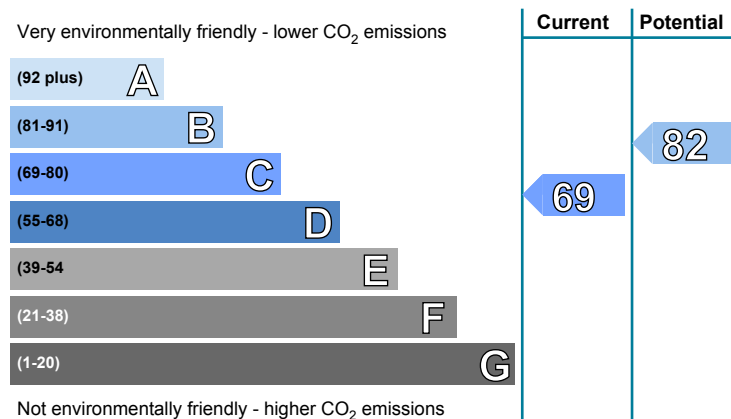 Very environmentally friendly - lower CO2 emissions
Current
Potential
(92 plus) A
(81-91) B
(69-80) C
(55-68) D
(39-54 E
(21-38) F
(1-20) G
82
69
Not environmentally friendly - higher CO2 emissions